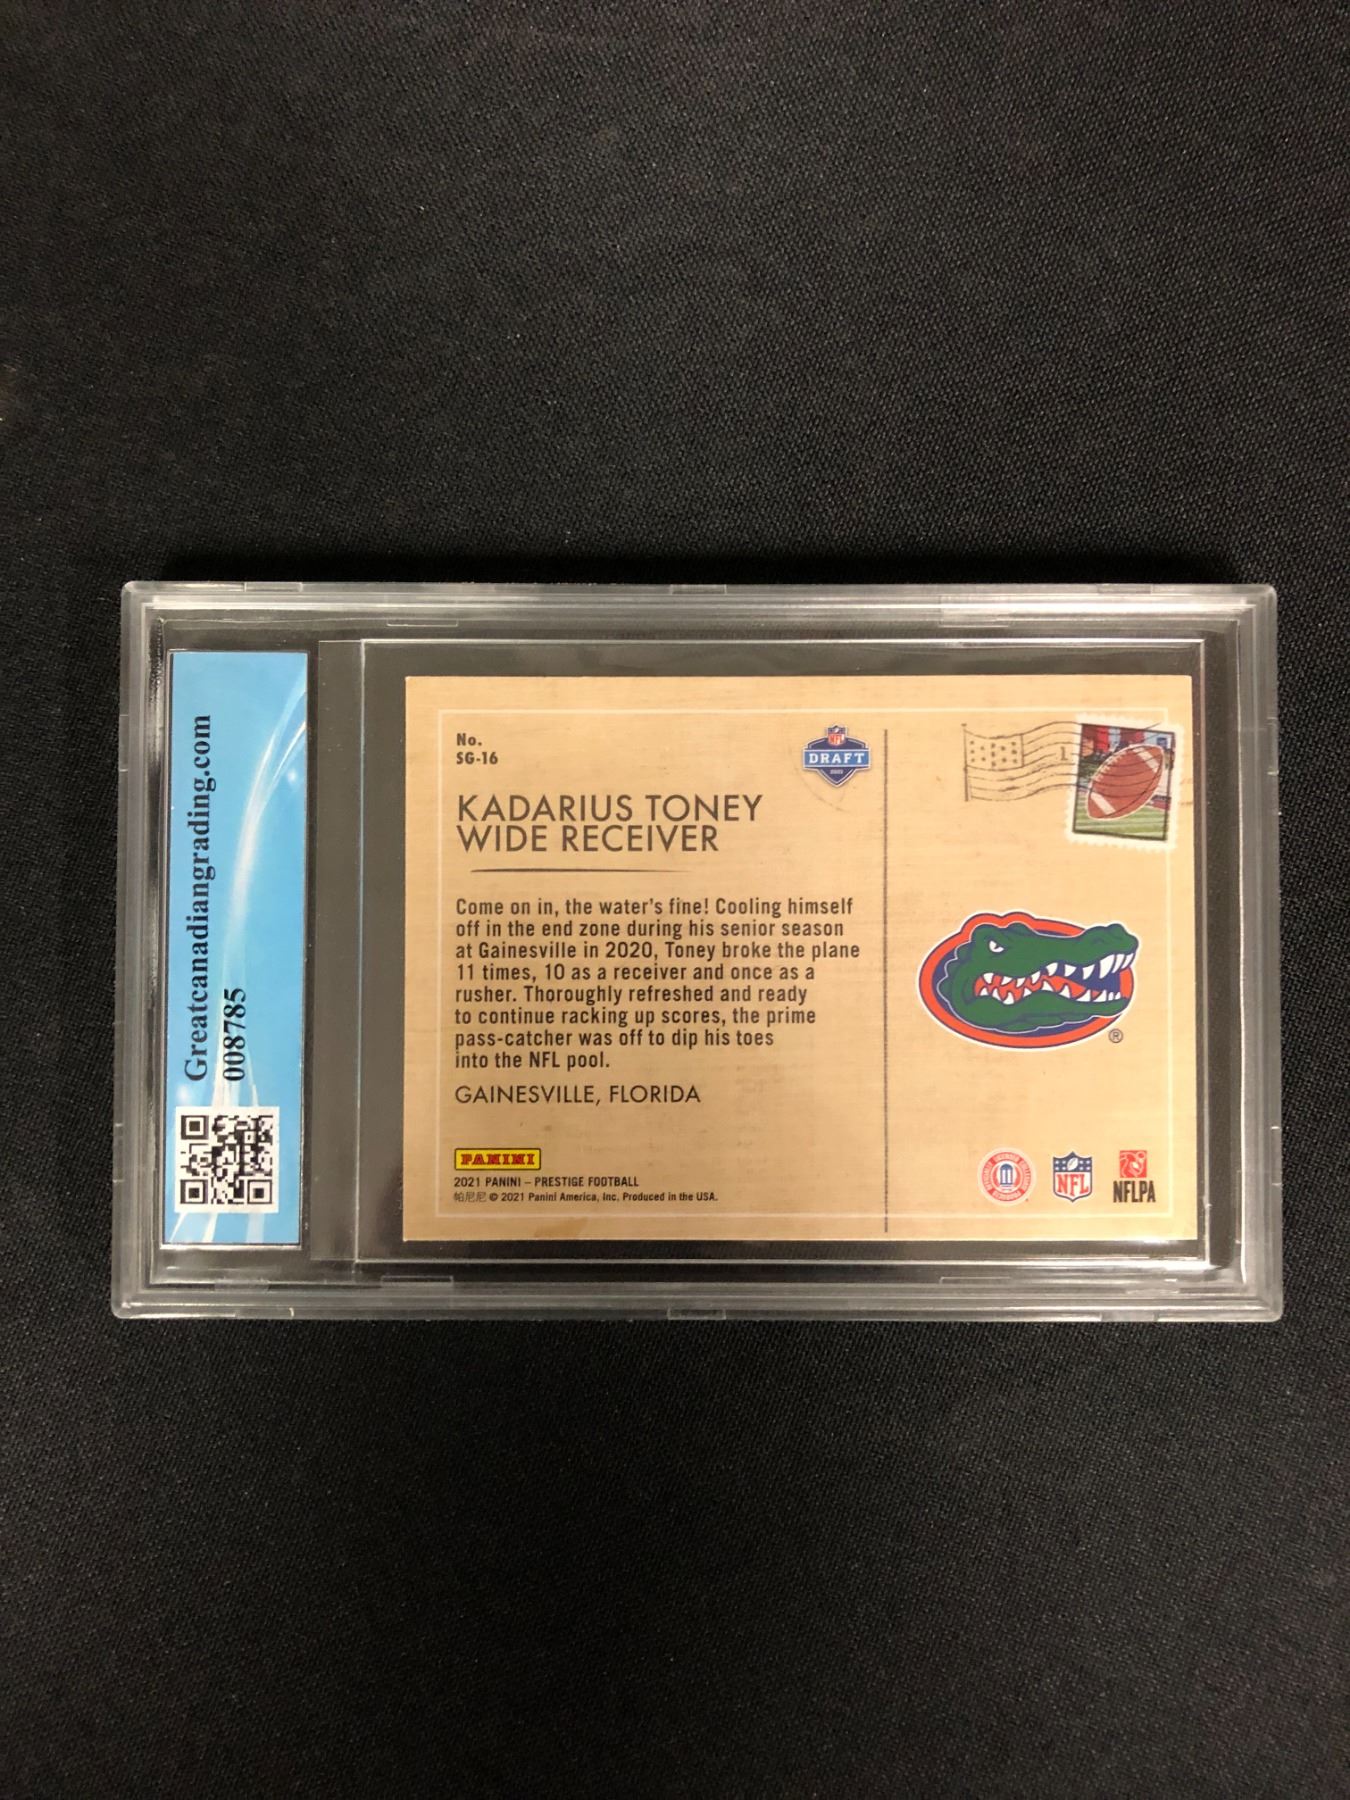 Greatcanadiangrading.com
008785
No.
SG-16
NFL
DRAFT
KADARIUS TONEY
WIDE RECEIVER
Come on in, the water's fine! Cooling himself
off in the end zone during his senior season
at Gainesville in 2020, Toney broke the plane
11 times, 10 as a receiver and once as a
rusher. Thoroughly refreshed and ready
to continue racking up scores, the prime
pass-catcher was off to dip his toes
into the NFL pool.
GAINESVILLE, FLORIDA
PANINI
2021 PANINI – PRESTIGE FOOTBALL
帕尼尼 © 2021 Panini America, Inc. Produced in the USA.
1
®
NFL
NFLPA